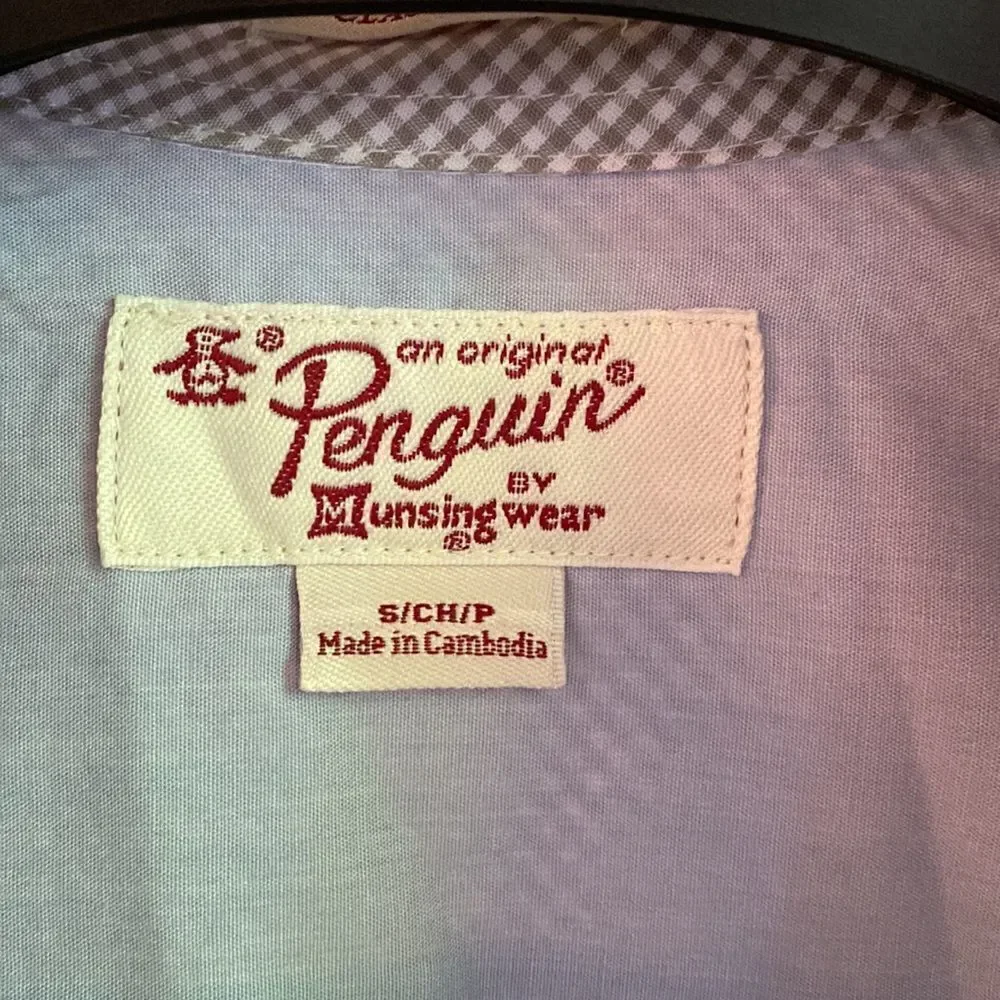 an original
Penguin®
BY
Munsingwear
®
S/CH/P
Made in Cambodia